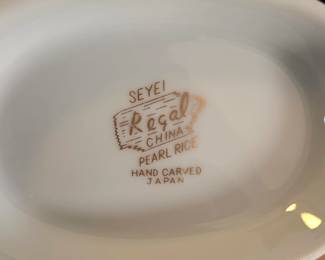 SEYEI
Regal
CHINA
PEARL RICE
HAND CARVED
JAPAN